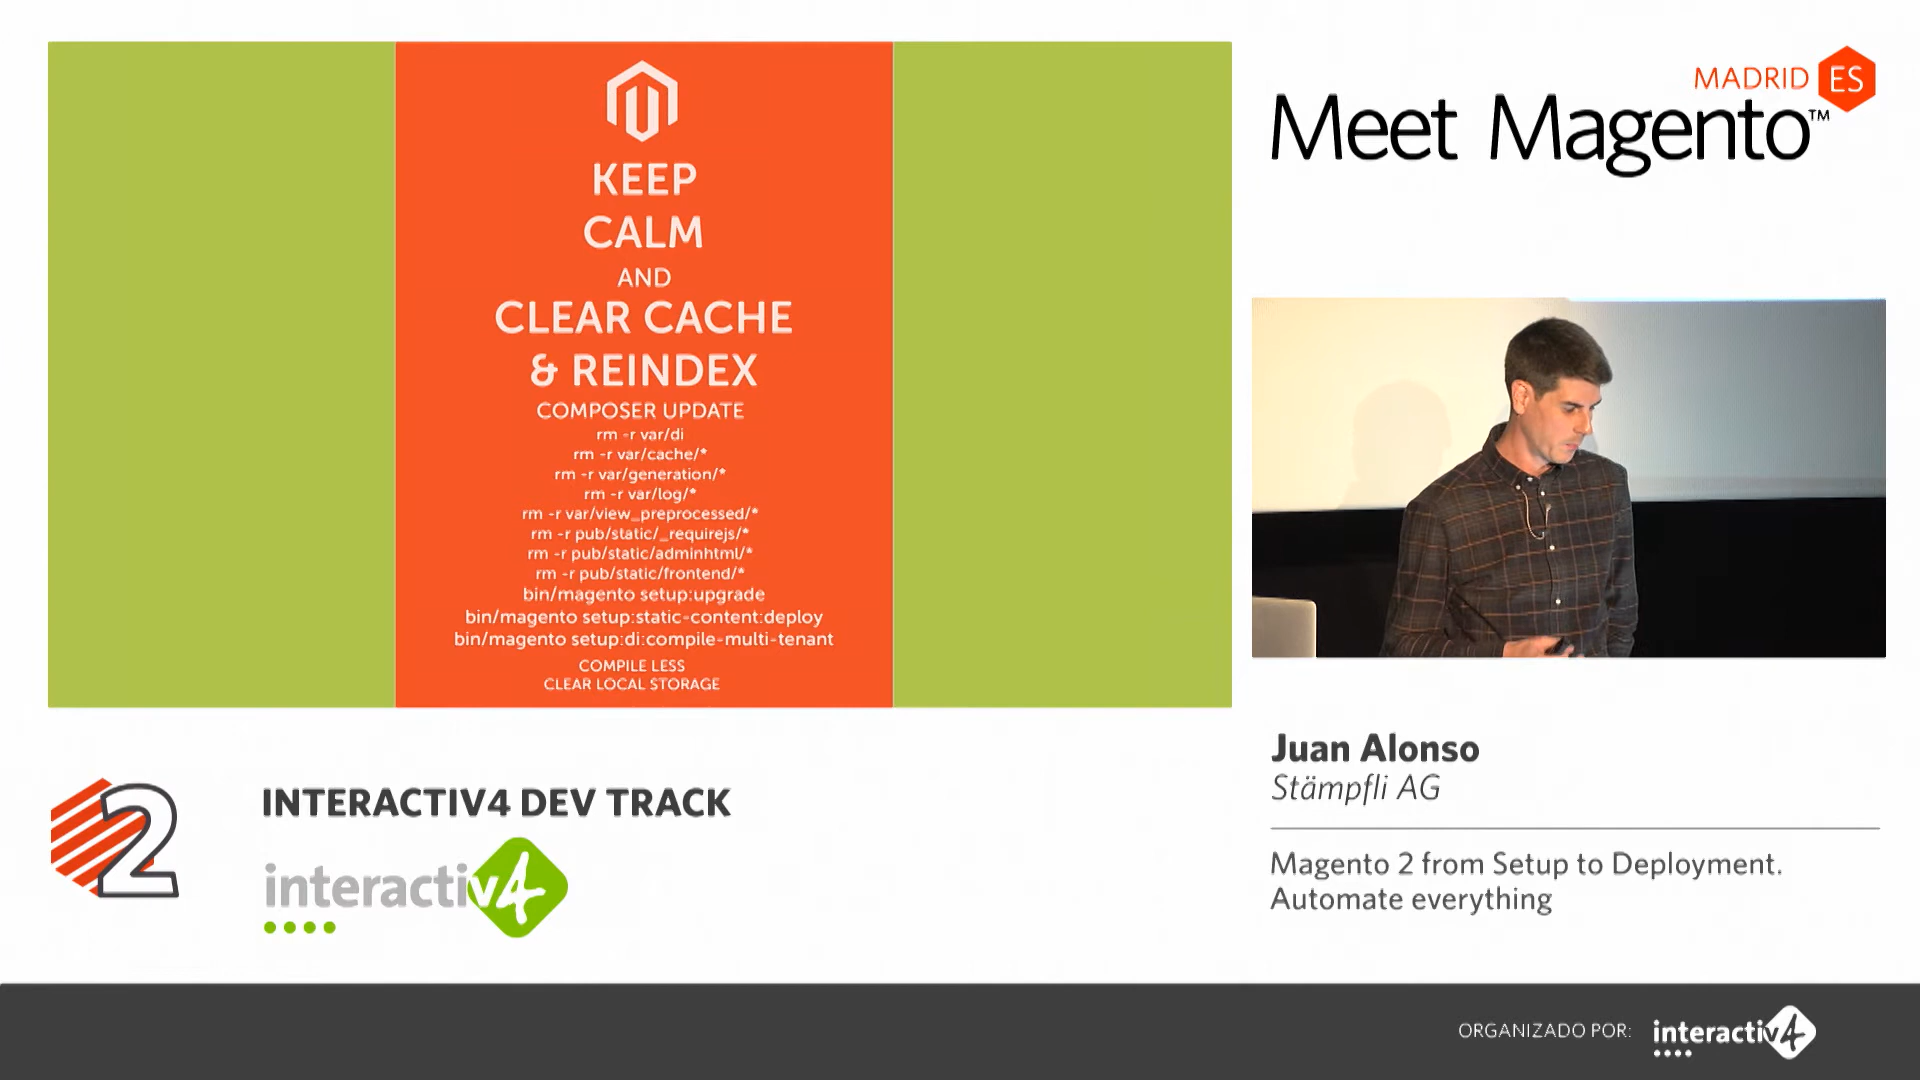 KEEP
CALM
AND
CLEAR CACHE
& REINDEX
COMPOSER UPDATE
rm -r var/di
rm -r var/cache/*
rm -r var/generation/*
rm -r var/log/*
rm -r var/view_preprocessed/*
rm -r pub/static/_requirejs/*
rm -r pub/static/adminhtml/*
rm -r pub/static/frontend/*
bin/magento setup:upgrade
bin/magento setup:static-content:deploy
bin/magento setup:di:compile-multi-tenant
COMPILE LESS
CLEAR LOCAL STORAGE
MADRID ES
Meet Magento™
Juan Alonso
Stämpfli AG
Magento 2 from Setup to Deployment.
Automate everything
2
INTERACTIV4 DEV TRACK
interactiv4
ORGANIZADO POR: interactiv4